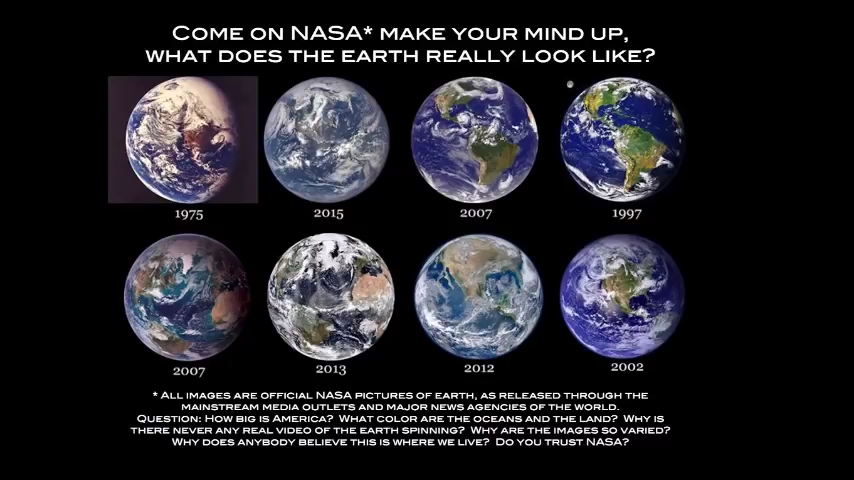 COME ON NASA* MAKE YOUR MIND UP,
WHAT DOES THE EARTH REALLY LOOK LIKE?
1975 2015 2007 1997
2007 2013 2012 2002
* ALL IMAGES ARE OFFICIAL NASA PICTURES OF EARTH, AS RELEASED THROUGH THE
MAINSTREAM MEDIA OUTLETS AND MAJOR NEWS AGENCIES OF THE WORLD.
QUESTION: HOW BIG IS AMERICA? WHAT COLOR ARE THE OCEANS AND THE LAND? WHY IS
THERE NEVER ANY REAL VIDEO OF THE EARTH SPINNING? WHY ARE THE IMAGES SO VARIED?
WHY DOES ANYBODY BELIEVE THIS IS WHERE WE LIVE? DO YOU TRUST NASA?